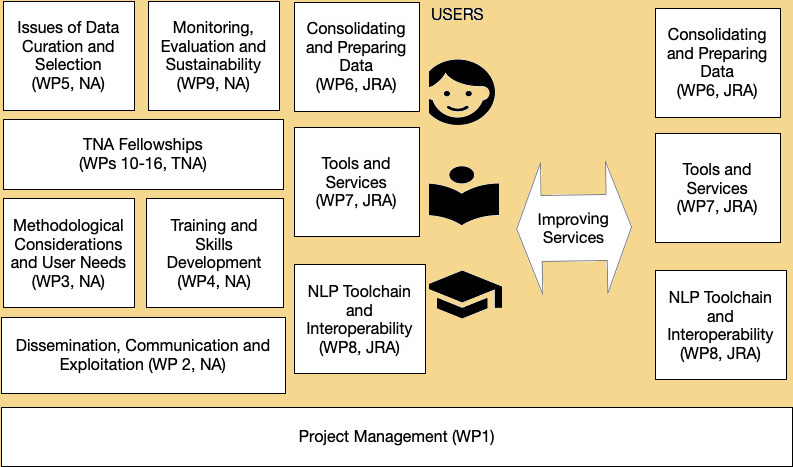 Issues of Data
Curation and
Selection
(WP5, NA)
Monitoring,
Evaluation and
Sustainability
(WP9, NA)
Consolidating
and Preparing
Data
(WP6, JRA)
USERS
Consolidating
and Preparing
Data
(WP6, JRA)
TNA Fellowships
(WPs 10-16, TNA)
Tools and
Services
(WP7, JRA)
Improving
Services
Tools and
Services
(WP7, JRA)
Methodological
Considerations
and User Needs
(WP3, NA)
Training and
Skills
Development
(WP4, NA)
NLP Toolchain
and
Interoperability
(WP8, JRA)
NLP Toolchain
and
Interoperability
(WP8, JRA)
Dissemination, Communication and
Exploitation (WP 2, NA)
Project Management (WP1)